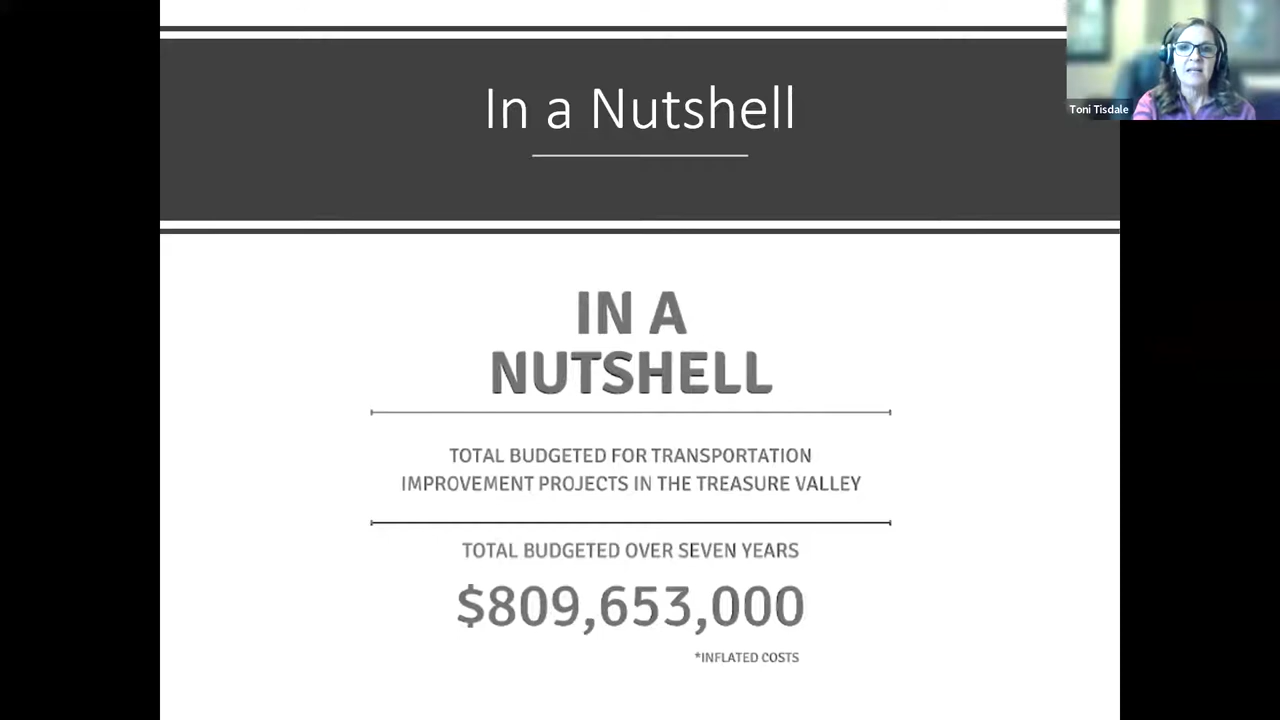 In a Nutshell
Toni Tisdale
IN A
NUTSHELL
TOTAL BUDGETED FOR TRANSPORTATION
IMPROVEMENT PROJECTS IN THE TREASURE VALLEY
TOTAL BUDGETED OVER SEVEN YEARS
$809,653,000
*INFLATED COSTS